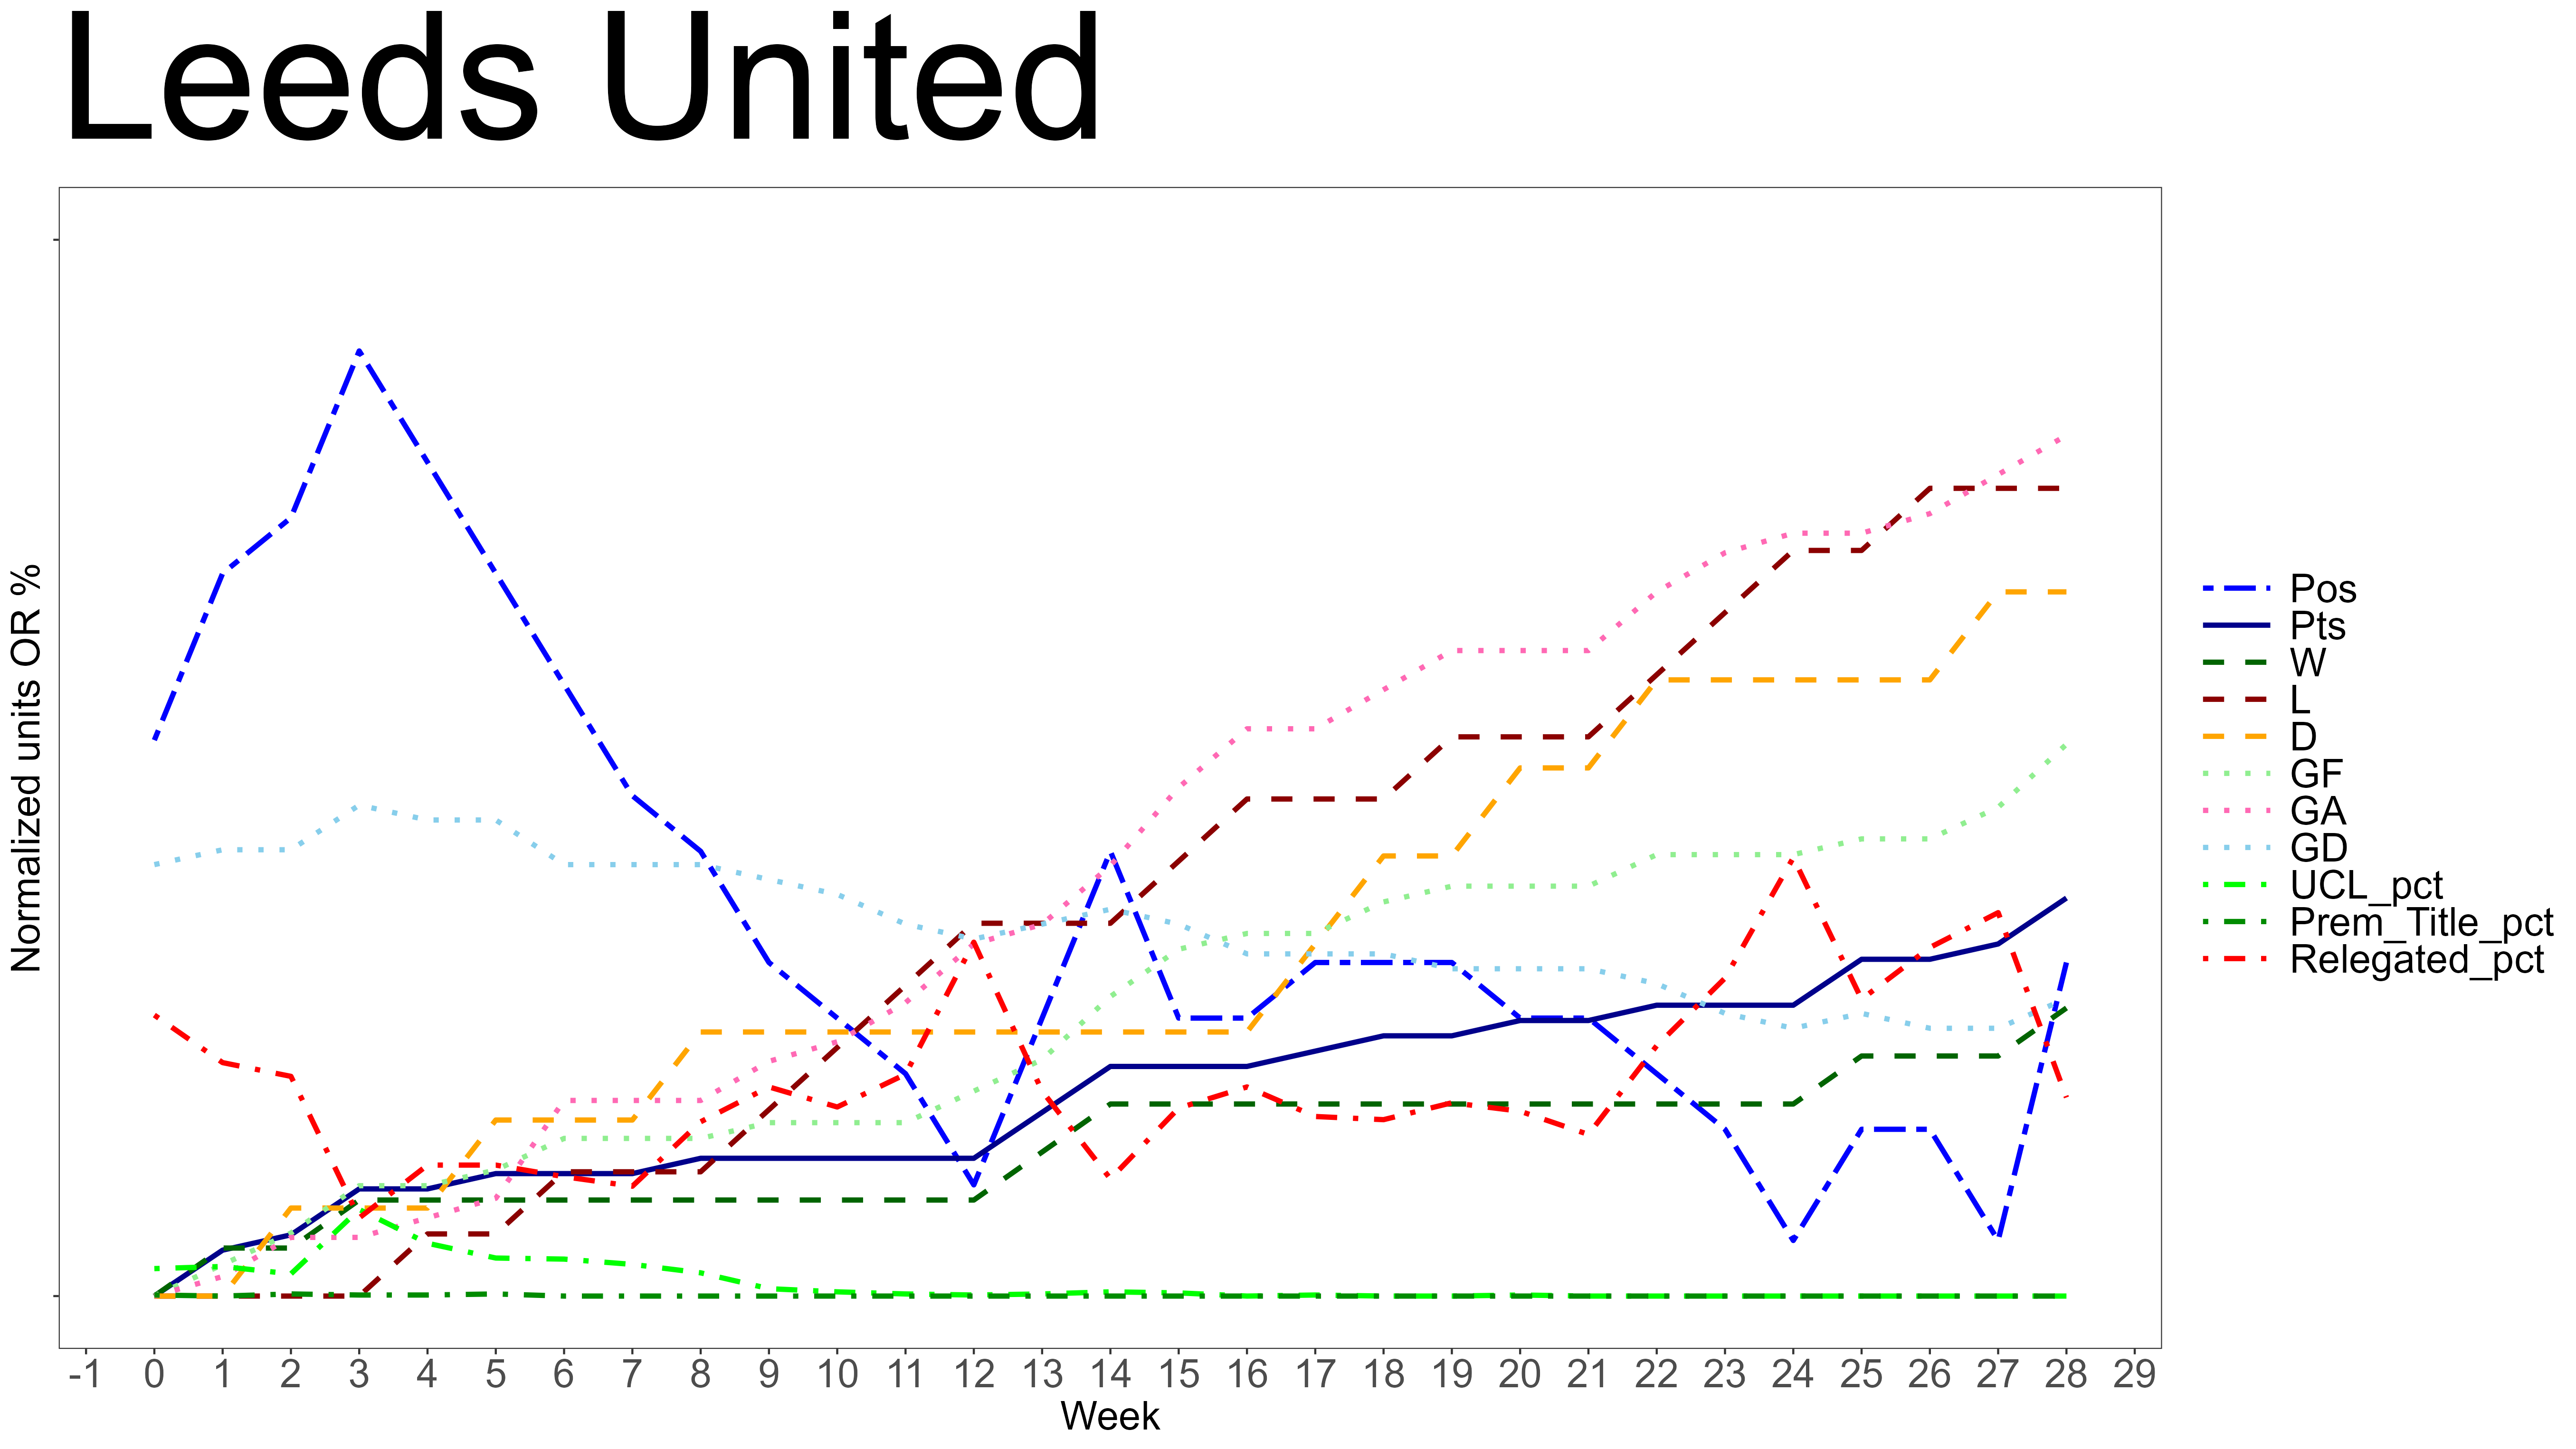 Leeds United
Normalized units OR %
Pos
Pts
W
L
D
GF
GA
GD
UCL_pct
Prem_Title_pct
Relegated_pct
-1 0 1 2 3 4 5 6 7 8 9 10 11 12 13 14 15 16 17 18 19 20 21 22 23 24 25 26 27 28 29
Week